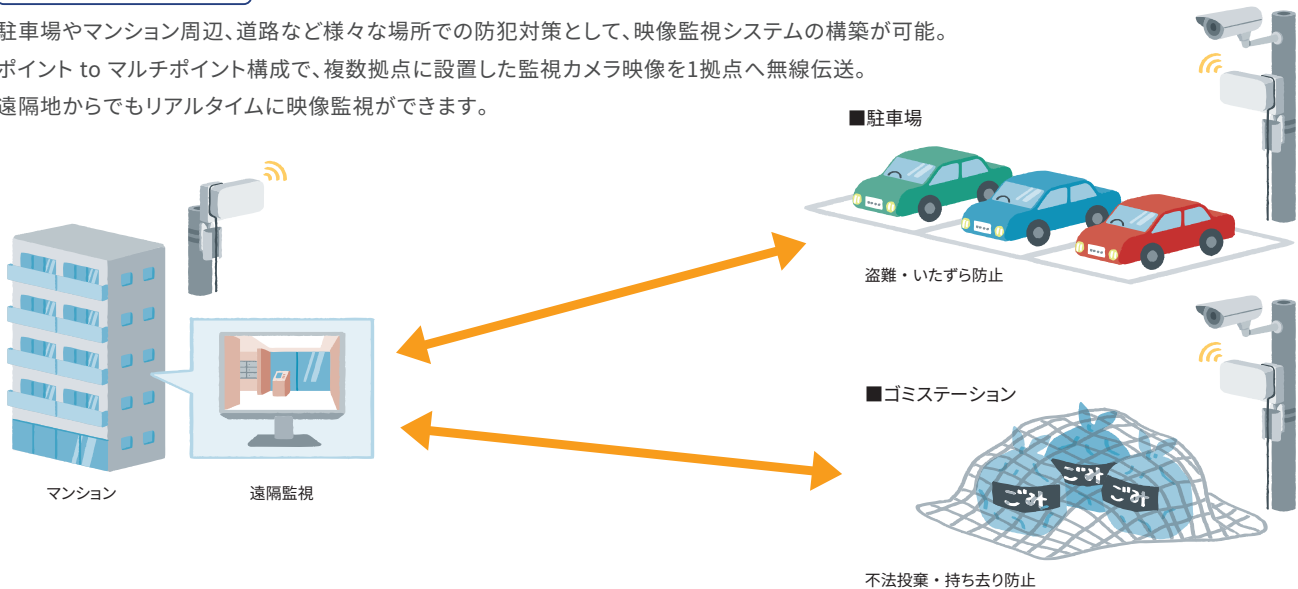 駐車場やマンション周辺、道路など様々な場所での防犯対策として、映像監視システムの構築が可能。
ポイント to マルチポイント構成で、複数拠点に設置した監視カメラ映像を1拠点へ無線伝送。
遠隔地からでもリアルタイムに映像監視ができます。
■駐車場
盗難・いたずら防止
■ゴミステーション
ごみ
ごみ
ごみ
マンション
遠隔監視
不法投棄・持ち去り防止